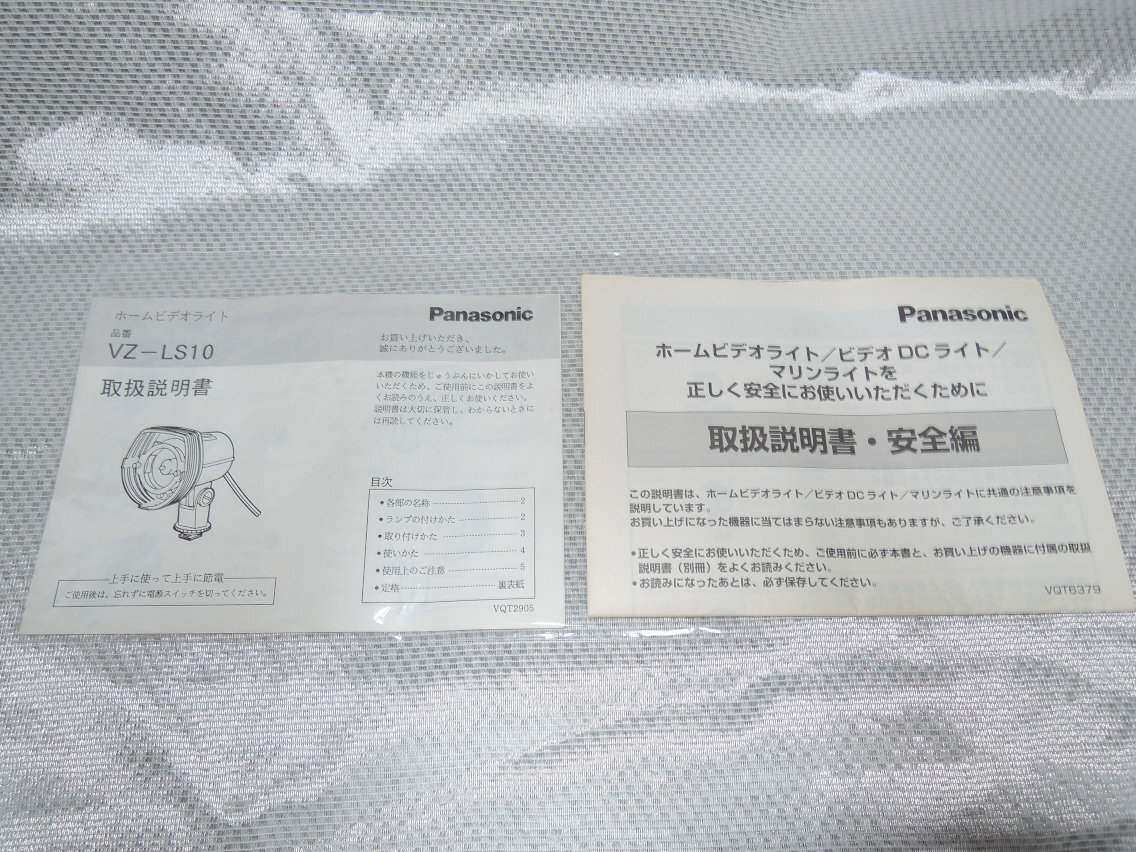 ホームビデオライト
品番
VZ－LS10
取扱説明書
Panasonic
お買い上げいただき、
誠にありがとうございました。
本機の機能をじゅうぶんにいかしてお使い
いただくため、ご使用前にこの説明書をよ
くお読みのうえ、正しくお使いください。
説明書は大切に保管し、わからないときに
は再読してください。
目次
●各部の名称…………………2
●ランプの付けかた…………2
●取り付けかた………………3
●使いかた……………………4
●使用上のご注意……………5
●定格…………………裏表紙
上手に使って上手に節電
ご使用後は、忘れずに電源スイッチを切ってください。
VQT2905
Panasonic
ホームビデオライト／ビデオDCライト／
マリンライトを
正しく安全にお使いいただくために
取扱説明書・安全編
この説明書は、ホームビデオライト／ビデオDCライト／マリンライトに共通の注意事項を
説明しています。
お買い上げになった機器に当てはまらない注意事項もありますが、ご了承ください。
●正しく安全にお使いいただくため、ご使用前に必ず本書と、お買い上げの機器に付属の取扱
説明書（別冊）をよくお読みください。
●お読みになったあとは、必ず保存してください。
VQT6379